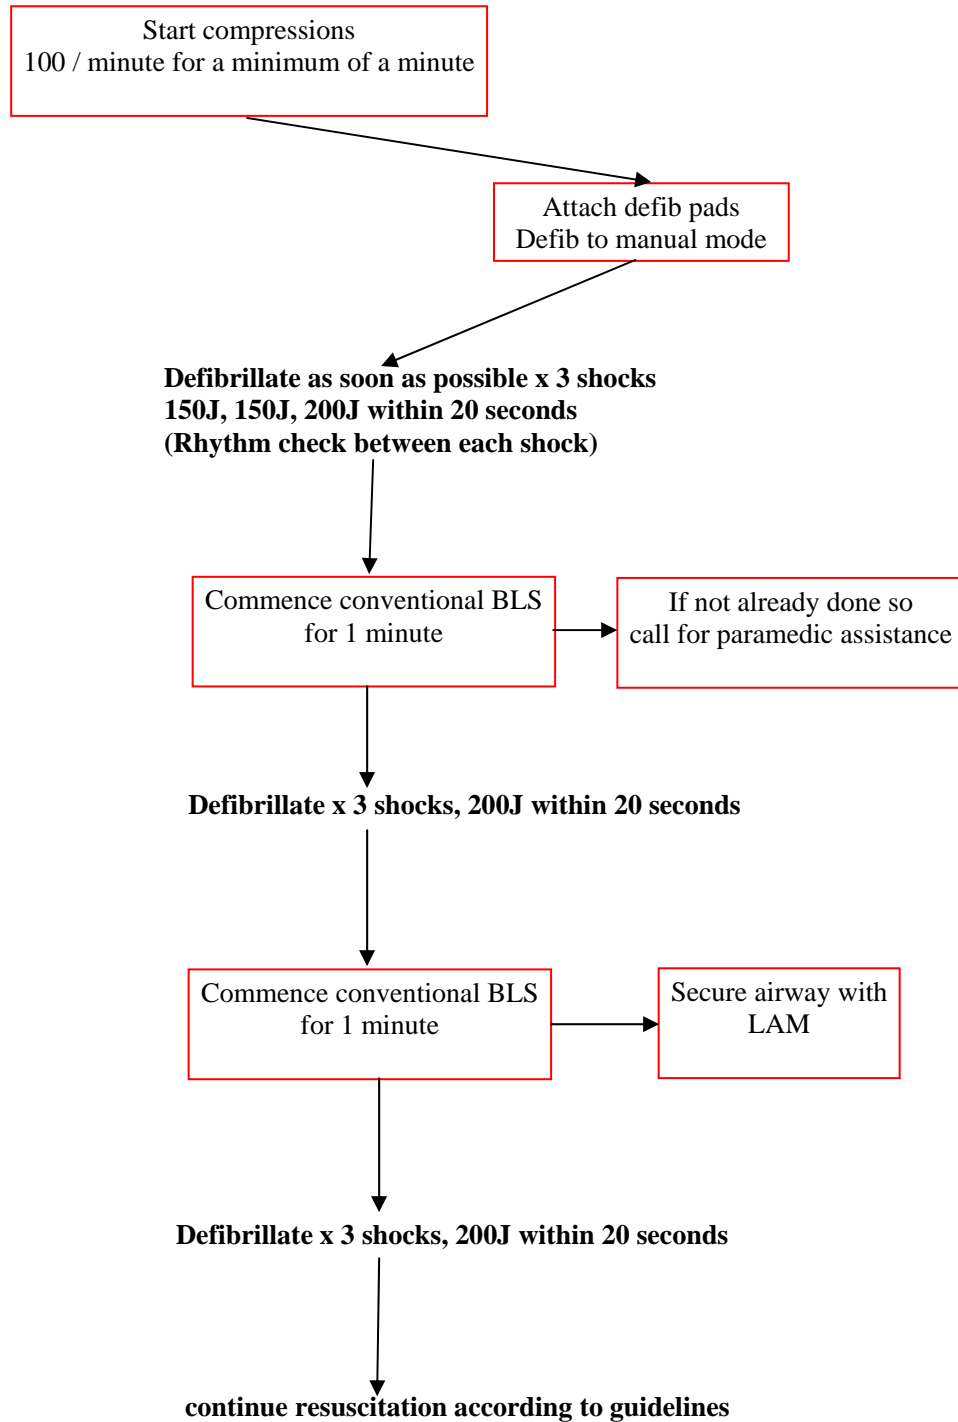 Start compressions
100 / minute for a minimum of a minute
Attach defib pads
Defib to manual mode
Defibrillate as soon as possible x 3 shocks
150J, 150J, 200J within 20 seconds
(Rhythm check between each shock)
Commence conventional BLS
for 1 minute
If not already done so
call for paramedic assistance
Defibrillate x 3 shocks, 200J within 20 seconds
Commence conventional BLS
for 1 minute
Secure airway with
LAM
Defibrillate x 3 shocks, 200J within 20 seconds
continue resuscitation according to guidelines